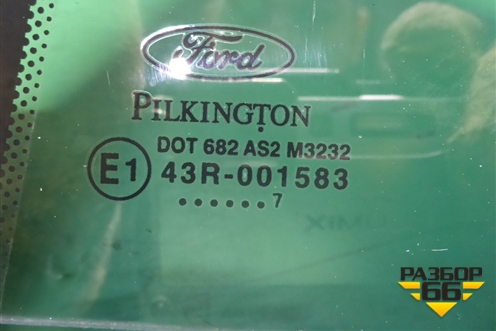 Ford
PILKINGTON
DOT 682 AS2 M3232
E1 43R-001583
......7
РАЗБОР
66